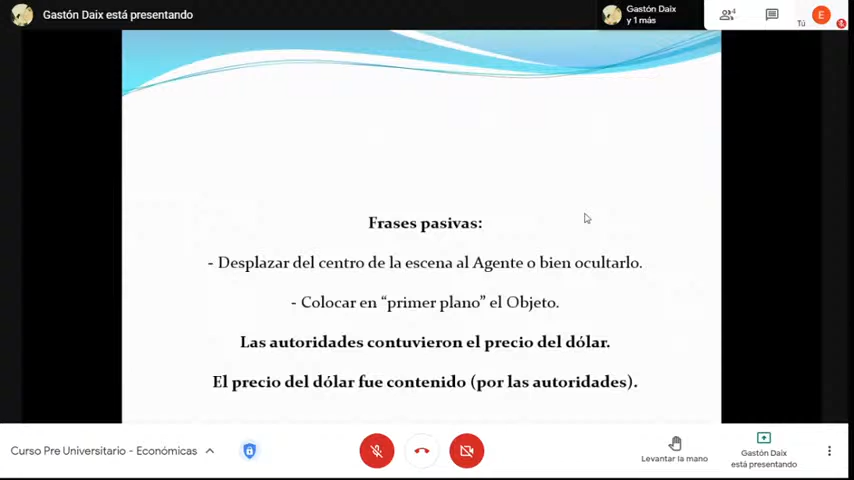 Gastón Daix está presentando
Gastón Daix
y 1 más
4
Tú
E
Frases pasivas:
- Desplazar del centro de la escena al Agente o bien ocultarlo.
- Colocar en “primer plano” el Objeto.
Las autoridades contuvieron el precio del dólar.
El precio del dólar fue contenido (por las autoridades).
Curso Pre Universitario - Económicas
Levantar la mano
Gastón Daix
está presentando